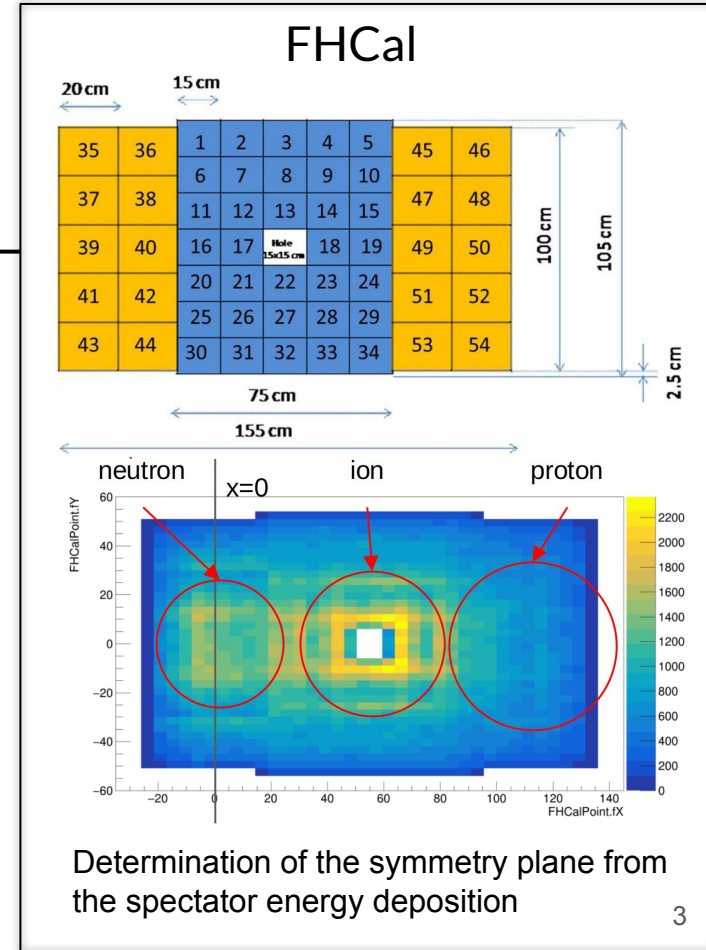 FHCal
20 cm
15 cm
35 36 1 2 3 4 5 45 46
6 7 8 9 10
37 38 11 12 13 14 15 47 48
39 40 16 17 Hole 15x15 cm 18 19 49 50
20 21 22 23 24
41 42 25 26 27 28 29 51 52
43 44 30 31 32 33 34 53 54
100 cm
105 cm
2.5 cm
75 cm
155 cm
neutron x=0 ion proton
FHCalPoint.fY
60
40
20
0
−20
−40
−60
−20 0 20 40 60 80 100 120 140
FHCalPoint.fX
2200
2000
1800
1600
1400
1200
1000
800
600
400
200
0
Determination of the symmetry plane from
the spectator energy deposition
3